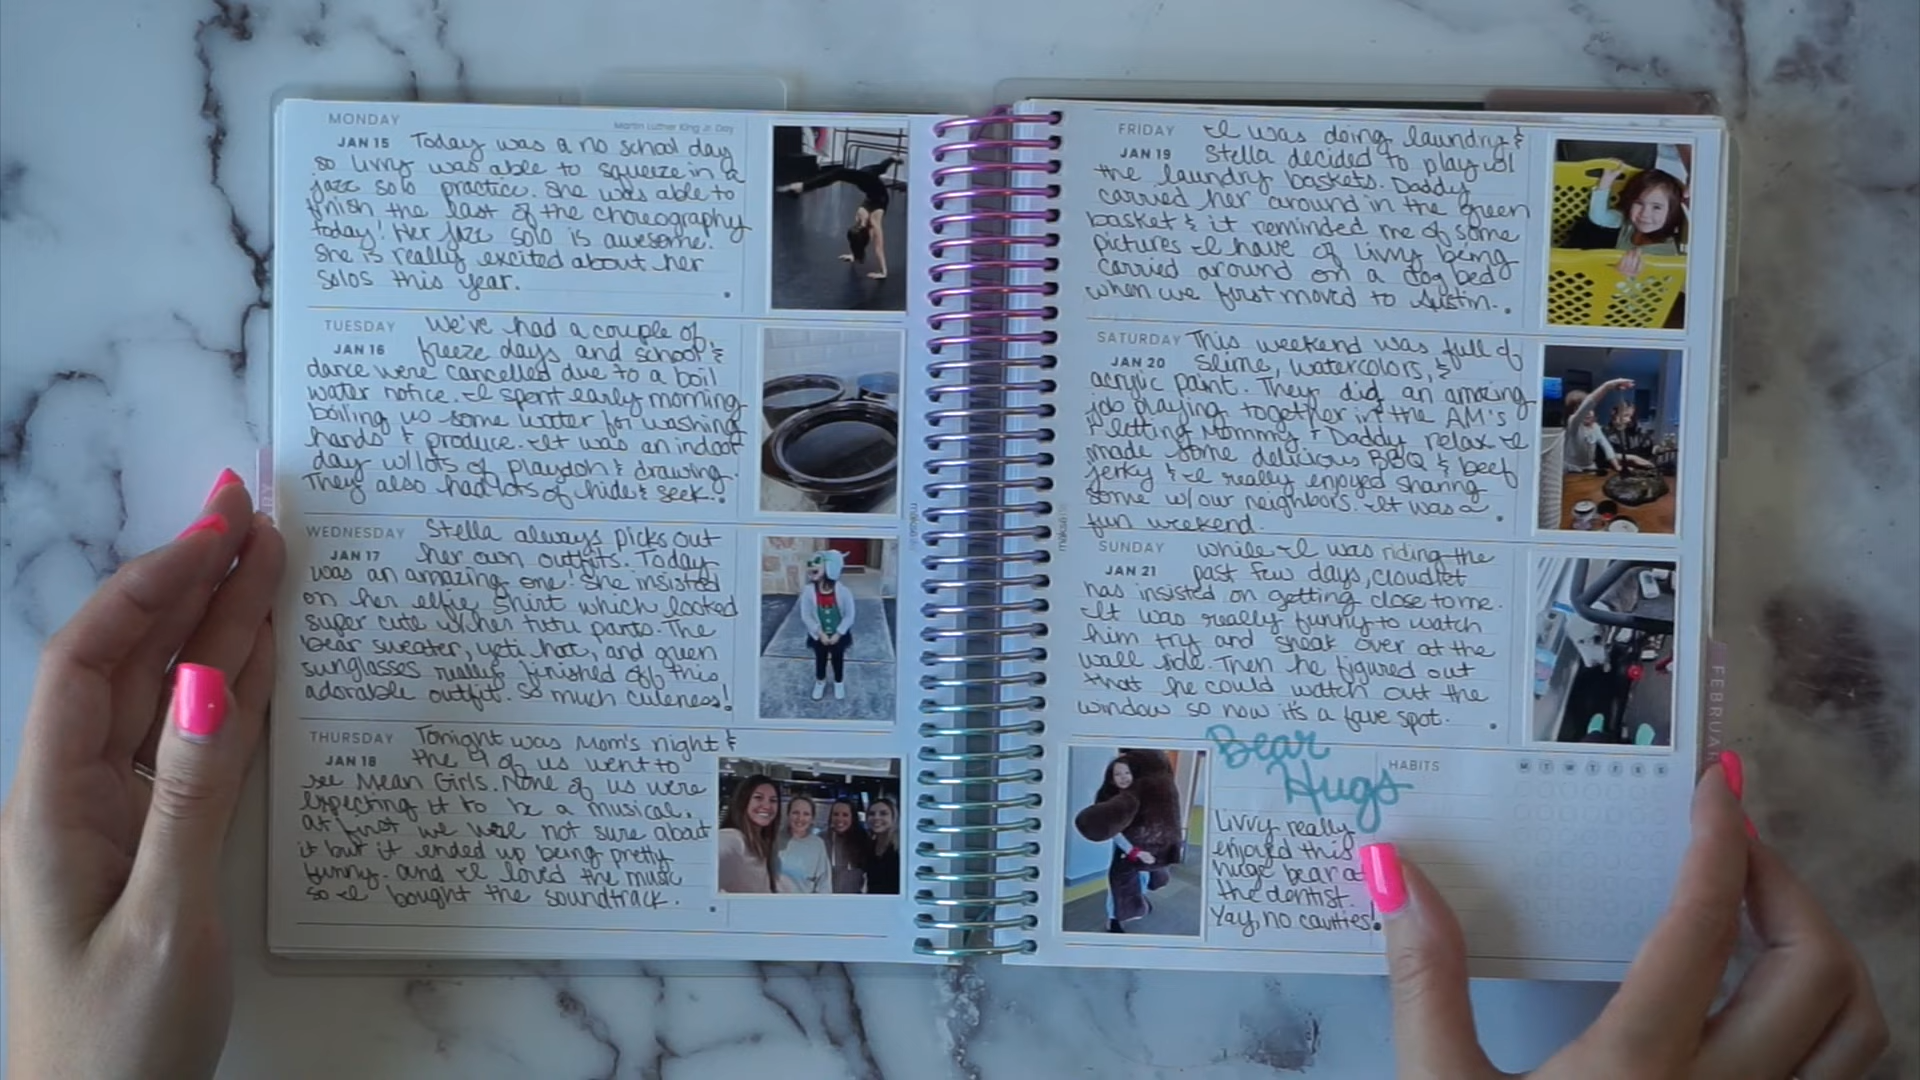 MONDAY
Martin Luther King Jr. Day
JAN 15 Today was a no school day
so Livvy was able to squeeze in a
jazz solo practice. She was able to
finish the last of the choreography
today! Her jazz solo is awesome.
She is really excited about her
solos this year.
TUESDAY We've had a couple of
JAN 16 freeze days and school &
dance were cancelled due to a boil
water notice. I spent early morning
boiling us some water for washing
hands & produce. It was an indoor
day w/ lots of playdoh & drawing.
They also had lots of hide & seek.
WEDNESDAY Stella always picks out
JAN 17 her own outfits. Today
was an amazing one! She insisted
on her elfie shirt which looked
super cute w/ her tutu pants. The
bear sweater, yeti hat, and green
sunglasses really finished off this
adorable outfit. So much cuteness!
THURSDAY Tonight was Mom's night &
JAN 18 the 4 of us went to
see Mean Girls. None of us were
expecting it to be a musical,
at first we were not sure about
it but it ended up being pretty
funny. and I loved the music
so I bought the soundtrack.
FRIDAY I was doing laundry &
JAN 19 Stella decided to play w/
the laundry baskets. Daddy
carried her around in the green
basket & it reminded me of some
pictures I have of Livvy being
carried around on a dog bed
when we first moved to Austin.
SATURDAY This weekend was full of
JAN 20 Slime, watercolors, &
acrylic paint. They did an amazing
job playing together in the AM's
letting Mommy & Daddy relax. I
made some delicious BBQ & beef
jerky & I really enjoyed sharing
some w/ our neighbors. It was a
fun weekend.
SUNDAY While I was riding the
JAN 21 past few days, cloudlet
has insisted on getting close to me.
It was really funny to watch
him try and sneak over at the
wall side. Then he figured out
that he could watch out the
window so now it's a fave spot.
Bear
Hugs
Livvy really
enjoyed this
huge bear at
the dentist.
Yay, no cavities!
HABITS
M T W T F S S
FEBRUA